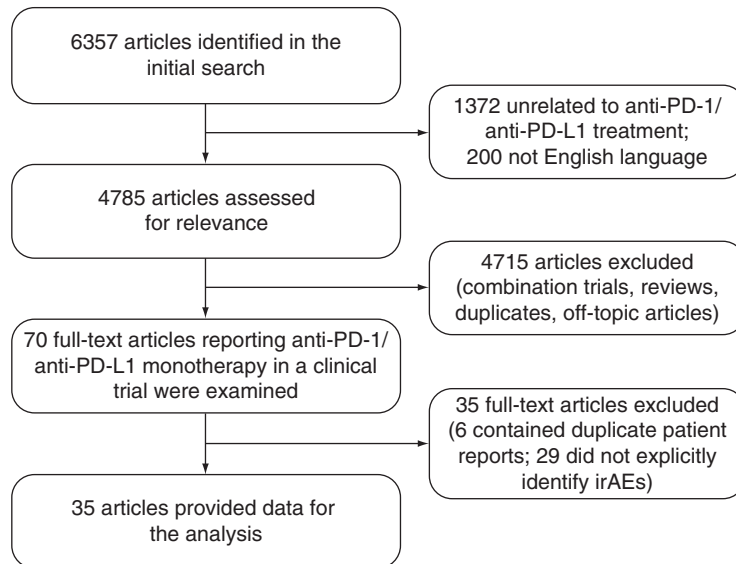 6357 articles identified in the
initial search
1372 unrelated to anti-PD-1/
anti-PD-L1 treatment;
200 not English language
4785 articles assessed
for relevance
4715 articles excluded
(combination trials, reviews,
duplicates, off-topic articles)
70 full-text articles reporting anti-PD-1/
anti-PD-L1 monotherapy in a clinical
trial were examined
35 full-text articles excluded
(6 contained duplicate patient
reports; 29 did not explicitly
identify irAEs)
35 articles provided data for
the analysis